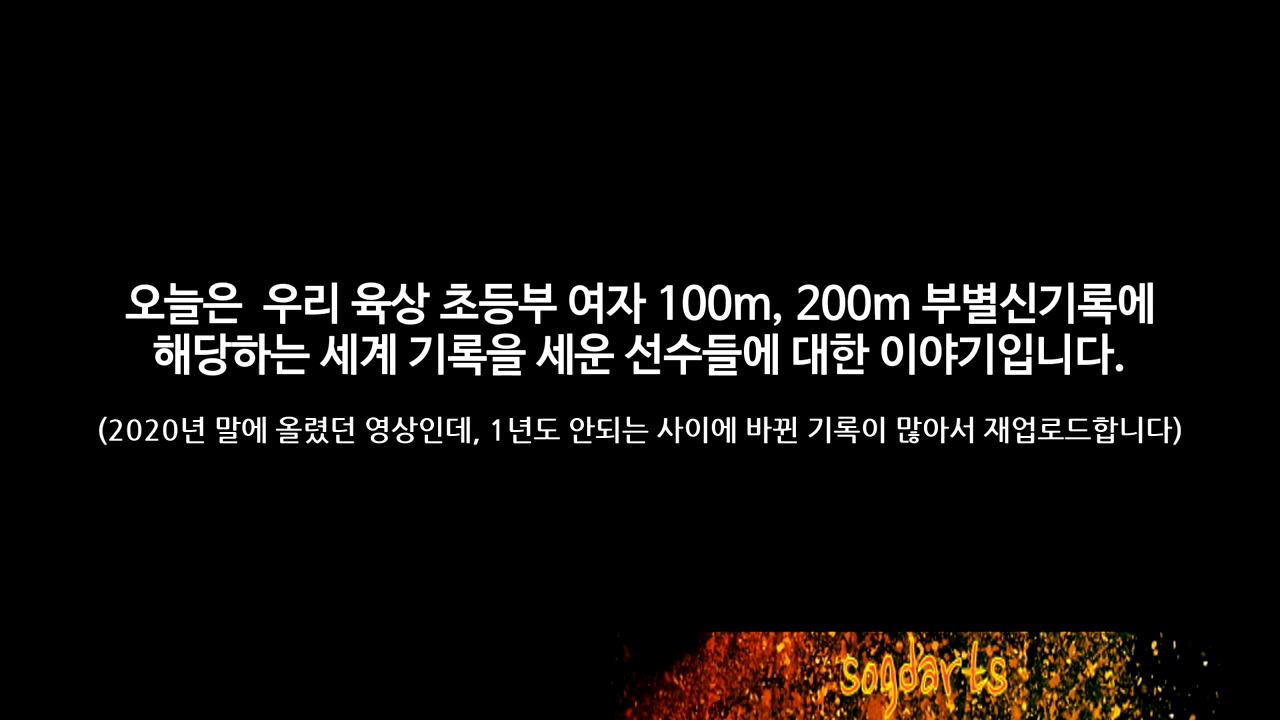 오늘은  우리 육상 초등부 여자 100m, 200m 부별신기록에
해당하는 세계 기록을 세운 선수들에 대한 이야기입니다.
(2020년 말에 올렸던 영상인데, 1년도 안되는 사이에 바뀐 기록이 많아서 재업로드합니다)
sogdarts